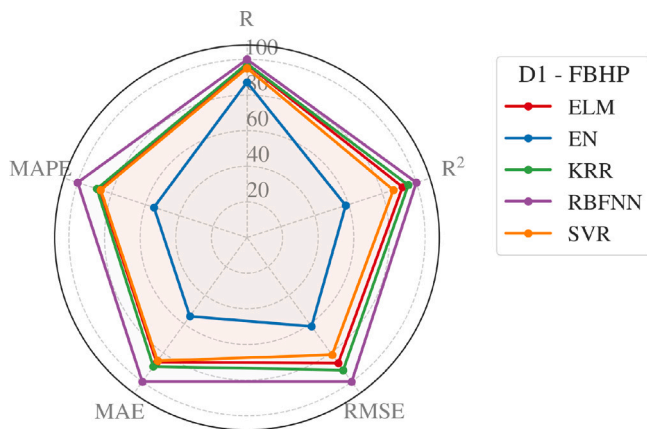 R
100
80
60
40
20
MAPE
R²
MAE
RMSE
D1 - FBHP
ELM
EN
KRR
RBFNN
SVR